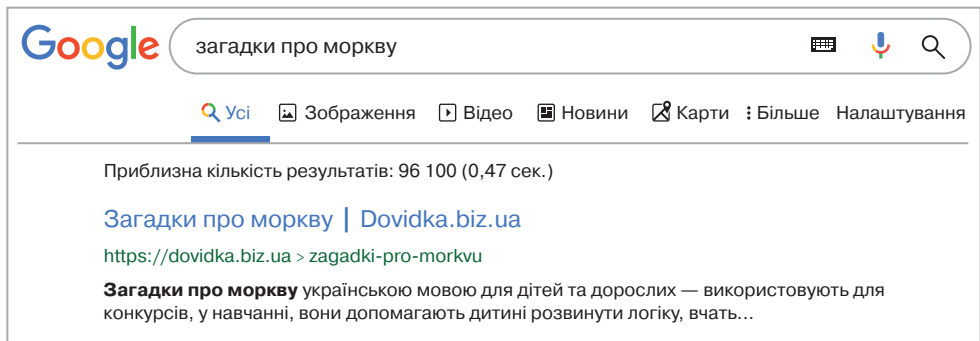 Google загадки про моркву
Усі Зображення Відео Новини Карти Більше Налаштування
Приблизна кількість результатів: 96 100 (0,47 сек.)
Загадки про моркву | Dovidka.biz.ua
https://dovidka.biz.ua > zagadki-pro-morkvu
Загадки про моркву українською мовою для дітей та дорослих — використовують для
конкурсів, у навчанні, вони допомагають дитині розвинути логіку, вчать...